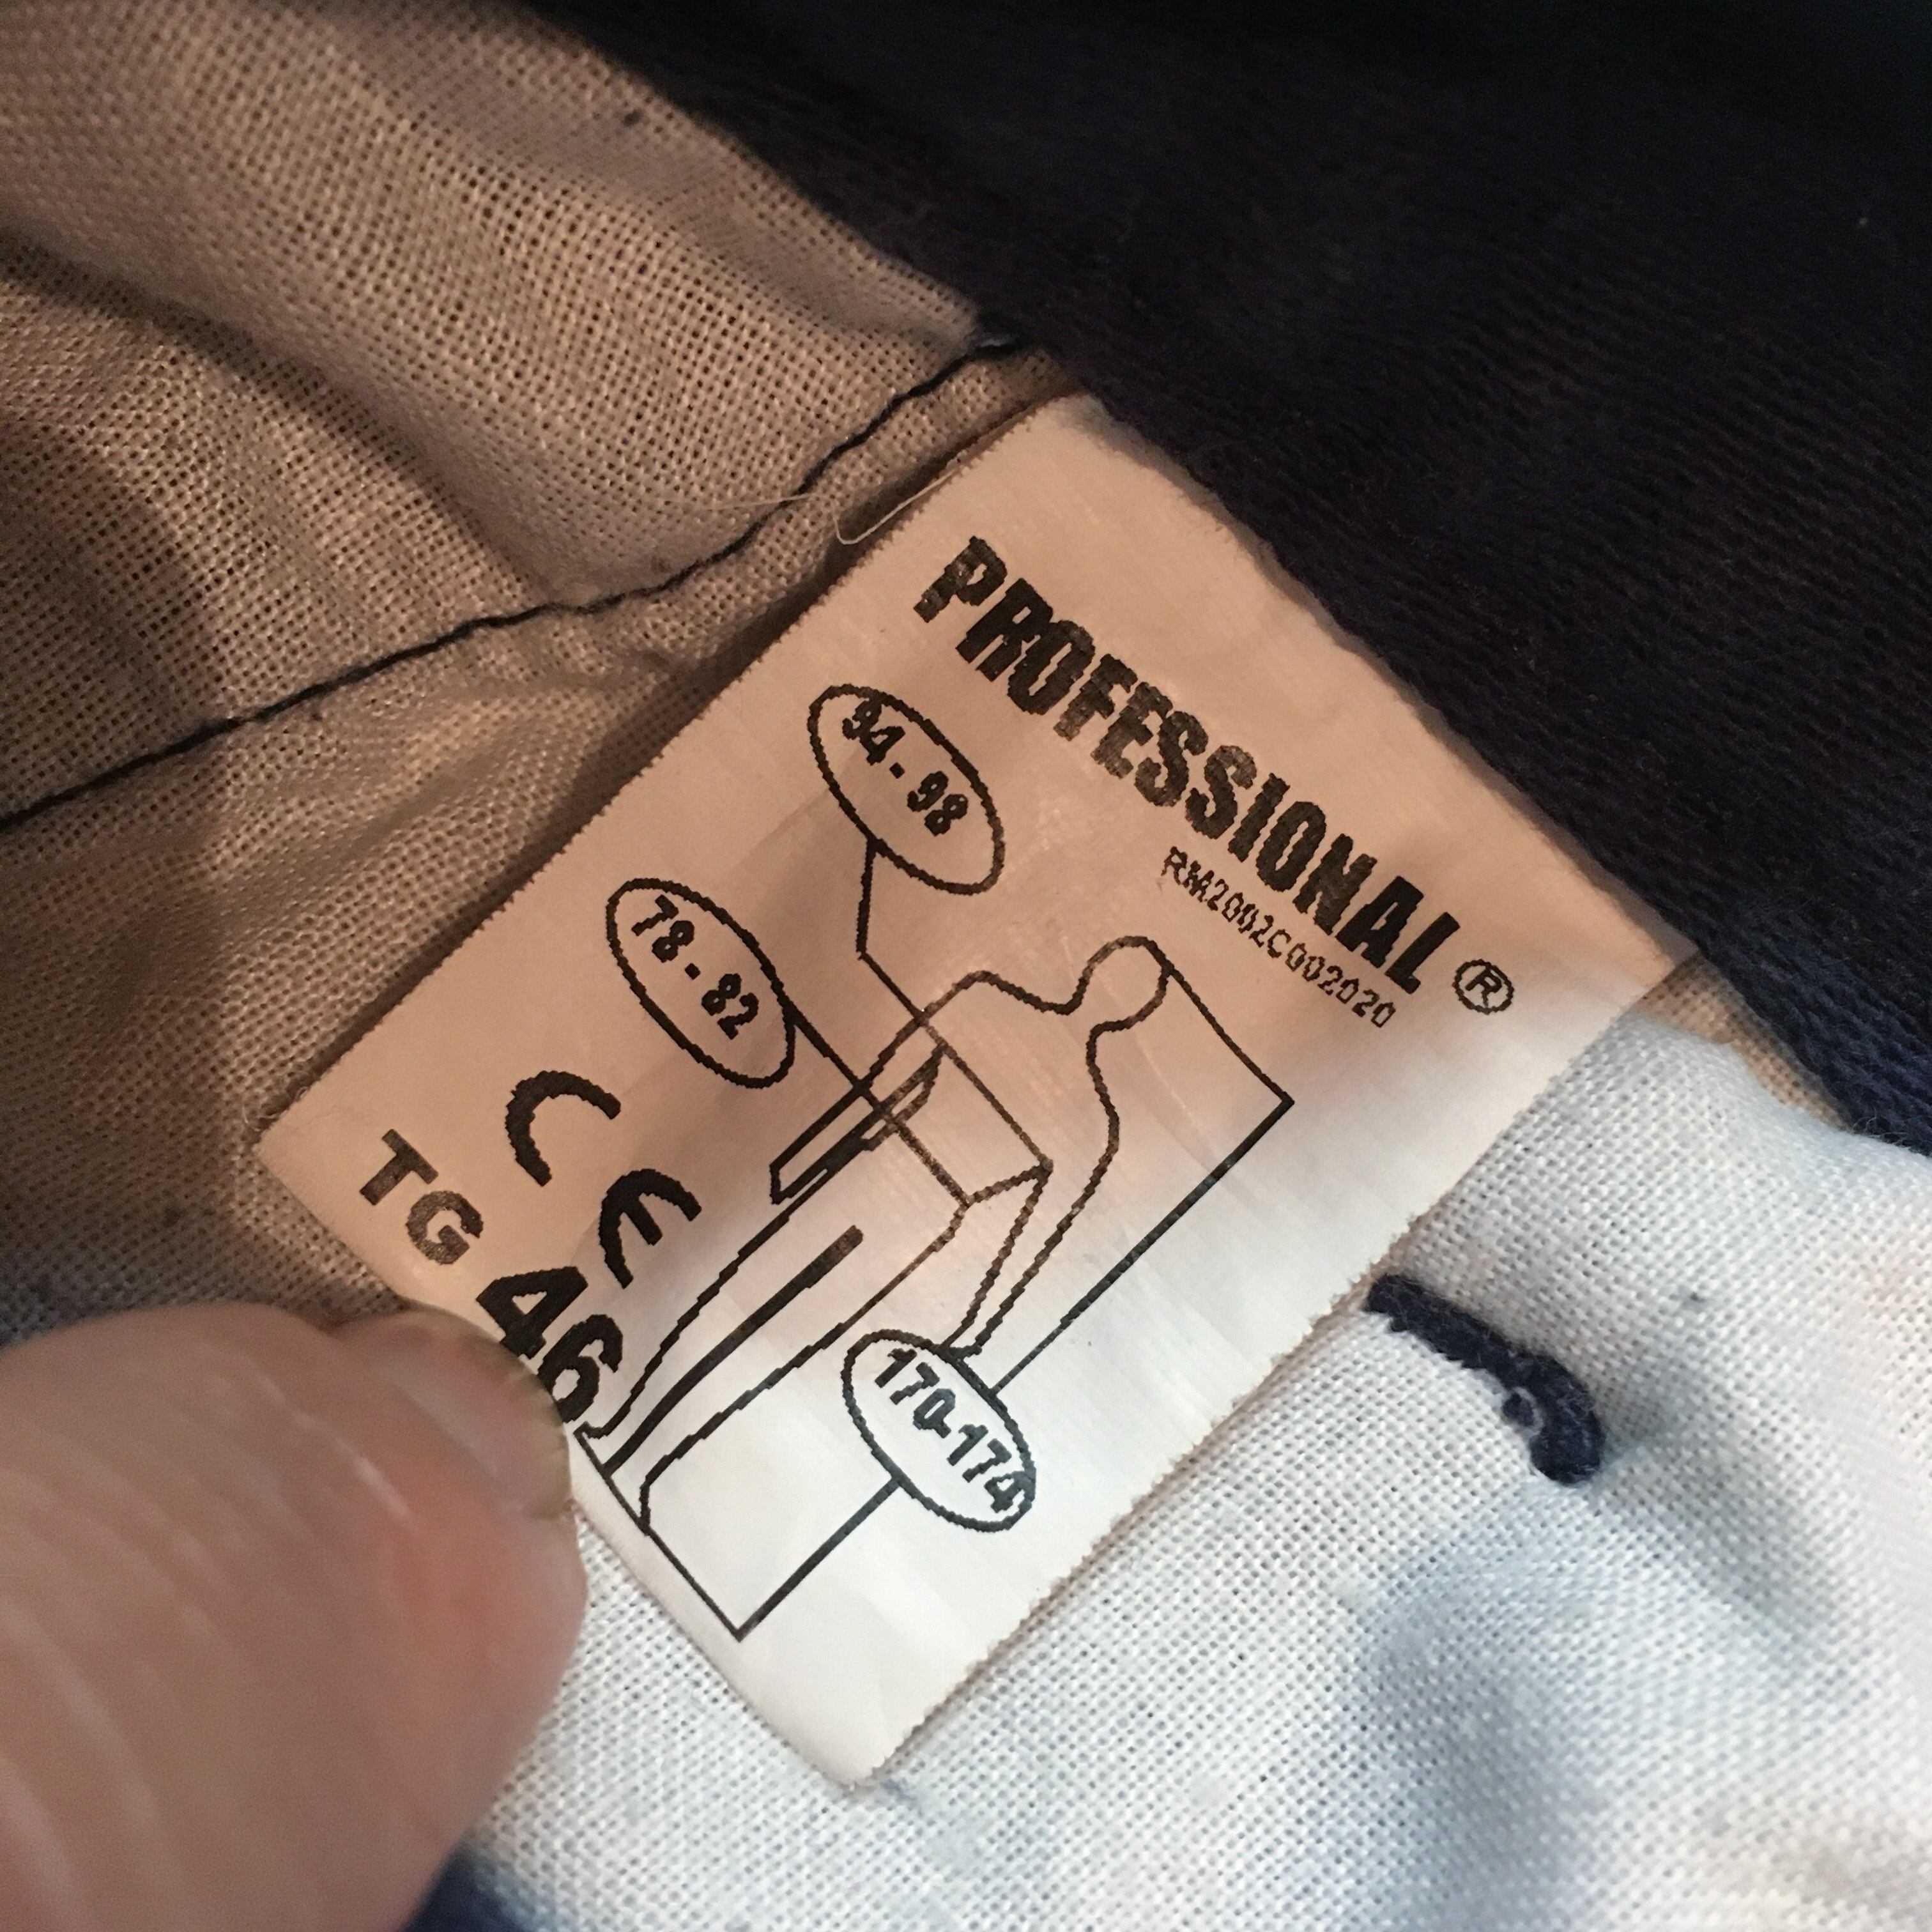 PROFESSIONAL®
RM2002C002020
94-98
78-82
170-174
CE
TG 46